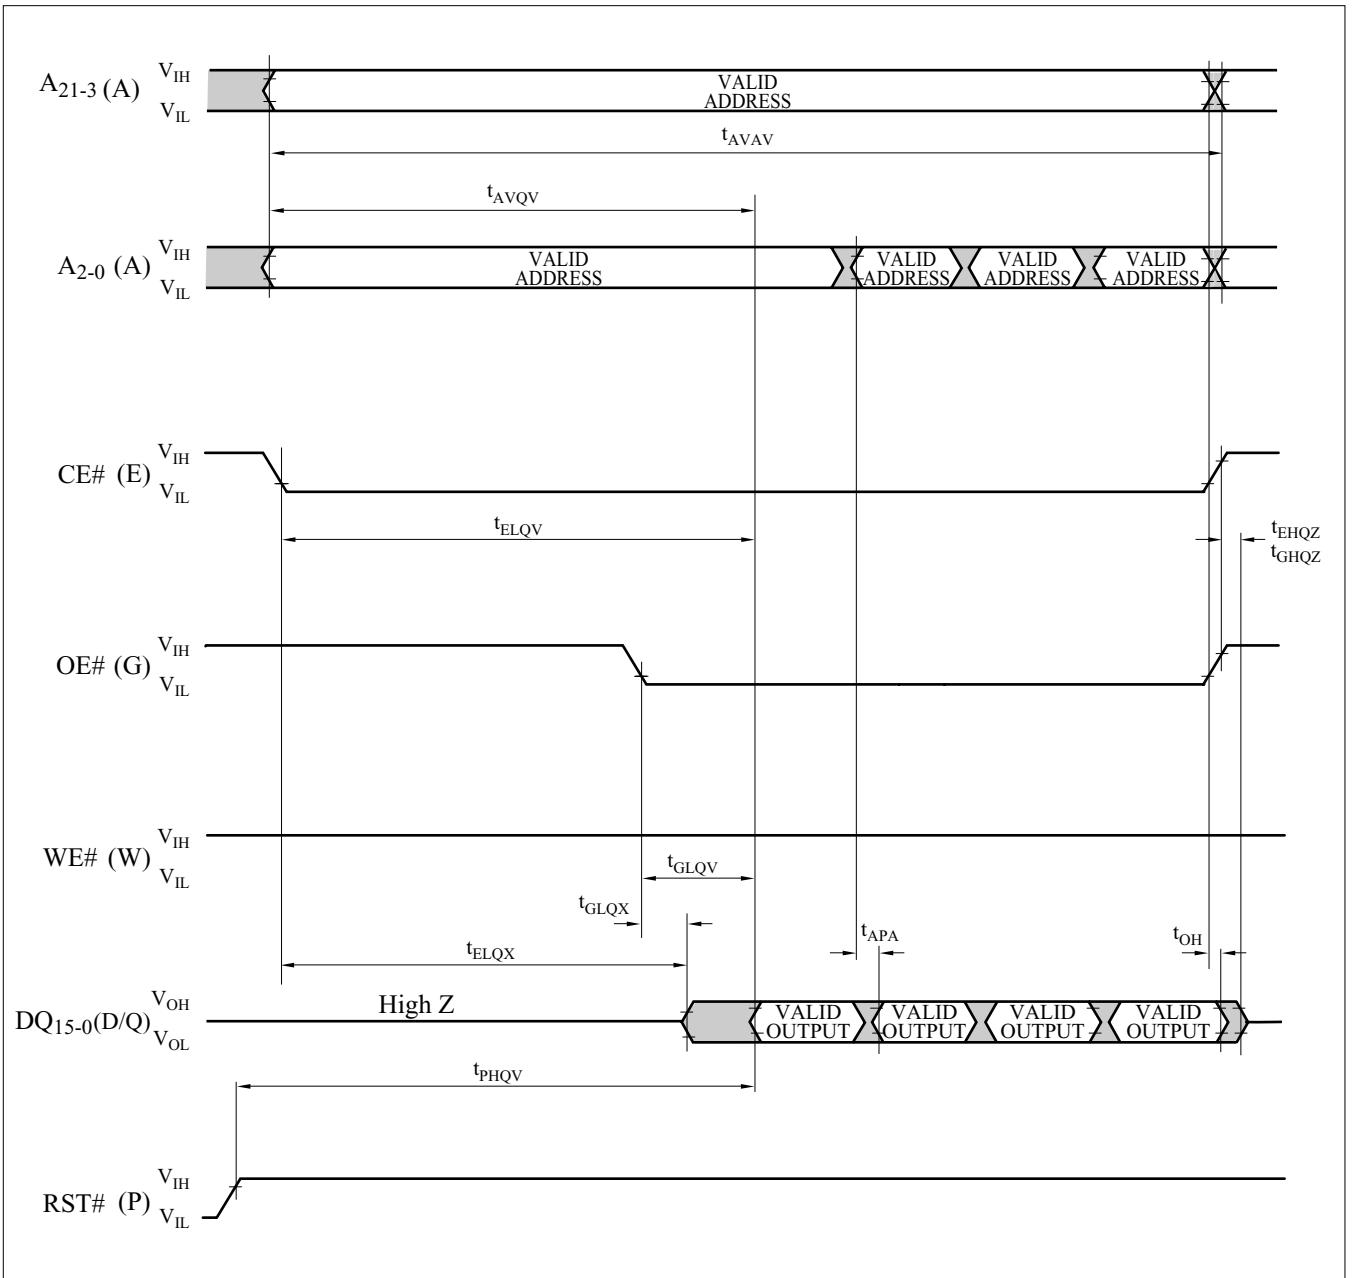 A21-3 (A) VIH VIL
VALID
ADDRESS
tAVAV
tAVQV
A2-0 (A) VIH VIL
VALID
ADDRESS
VALID
ADDRESS
VALID
ADDRESS
VALID
ADDRESS
CE# (E) VIH VIL
tELQV
tEHQZ
tGHQZ
OE# (G) VIH VIL
WE# (W) VIH VIL
tGLQV
tGLQX
tELQX
tAPA
tOH
DQ15-0(D/Q) VOH VOL
High Z
VALID
OUTPUT
VALID
OUTPUT
VALID
OUTPUT
VALID
OUTPUT
tPHQV
RST# (P) VIH VIL